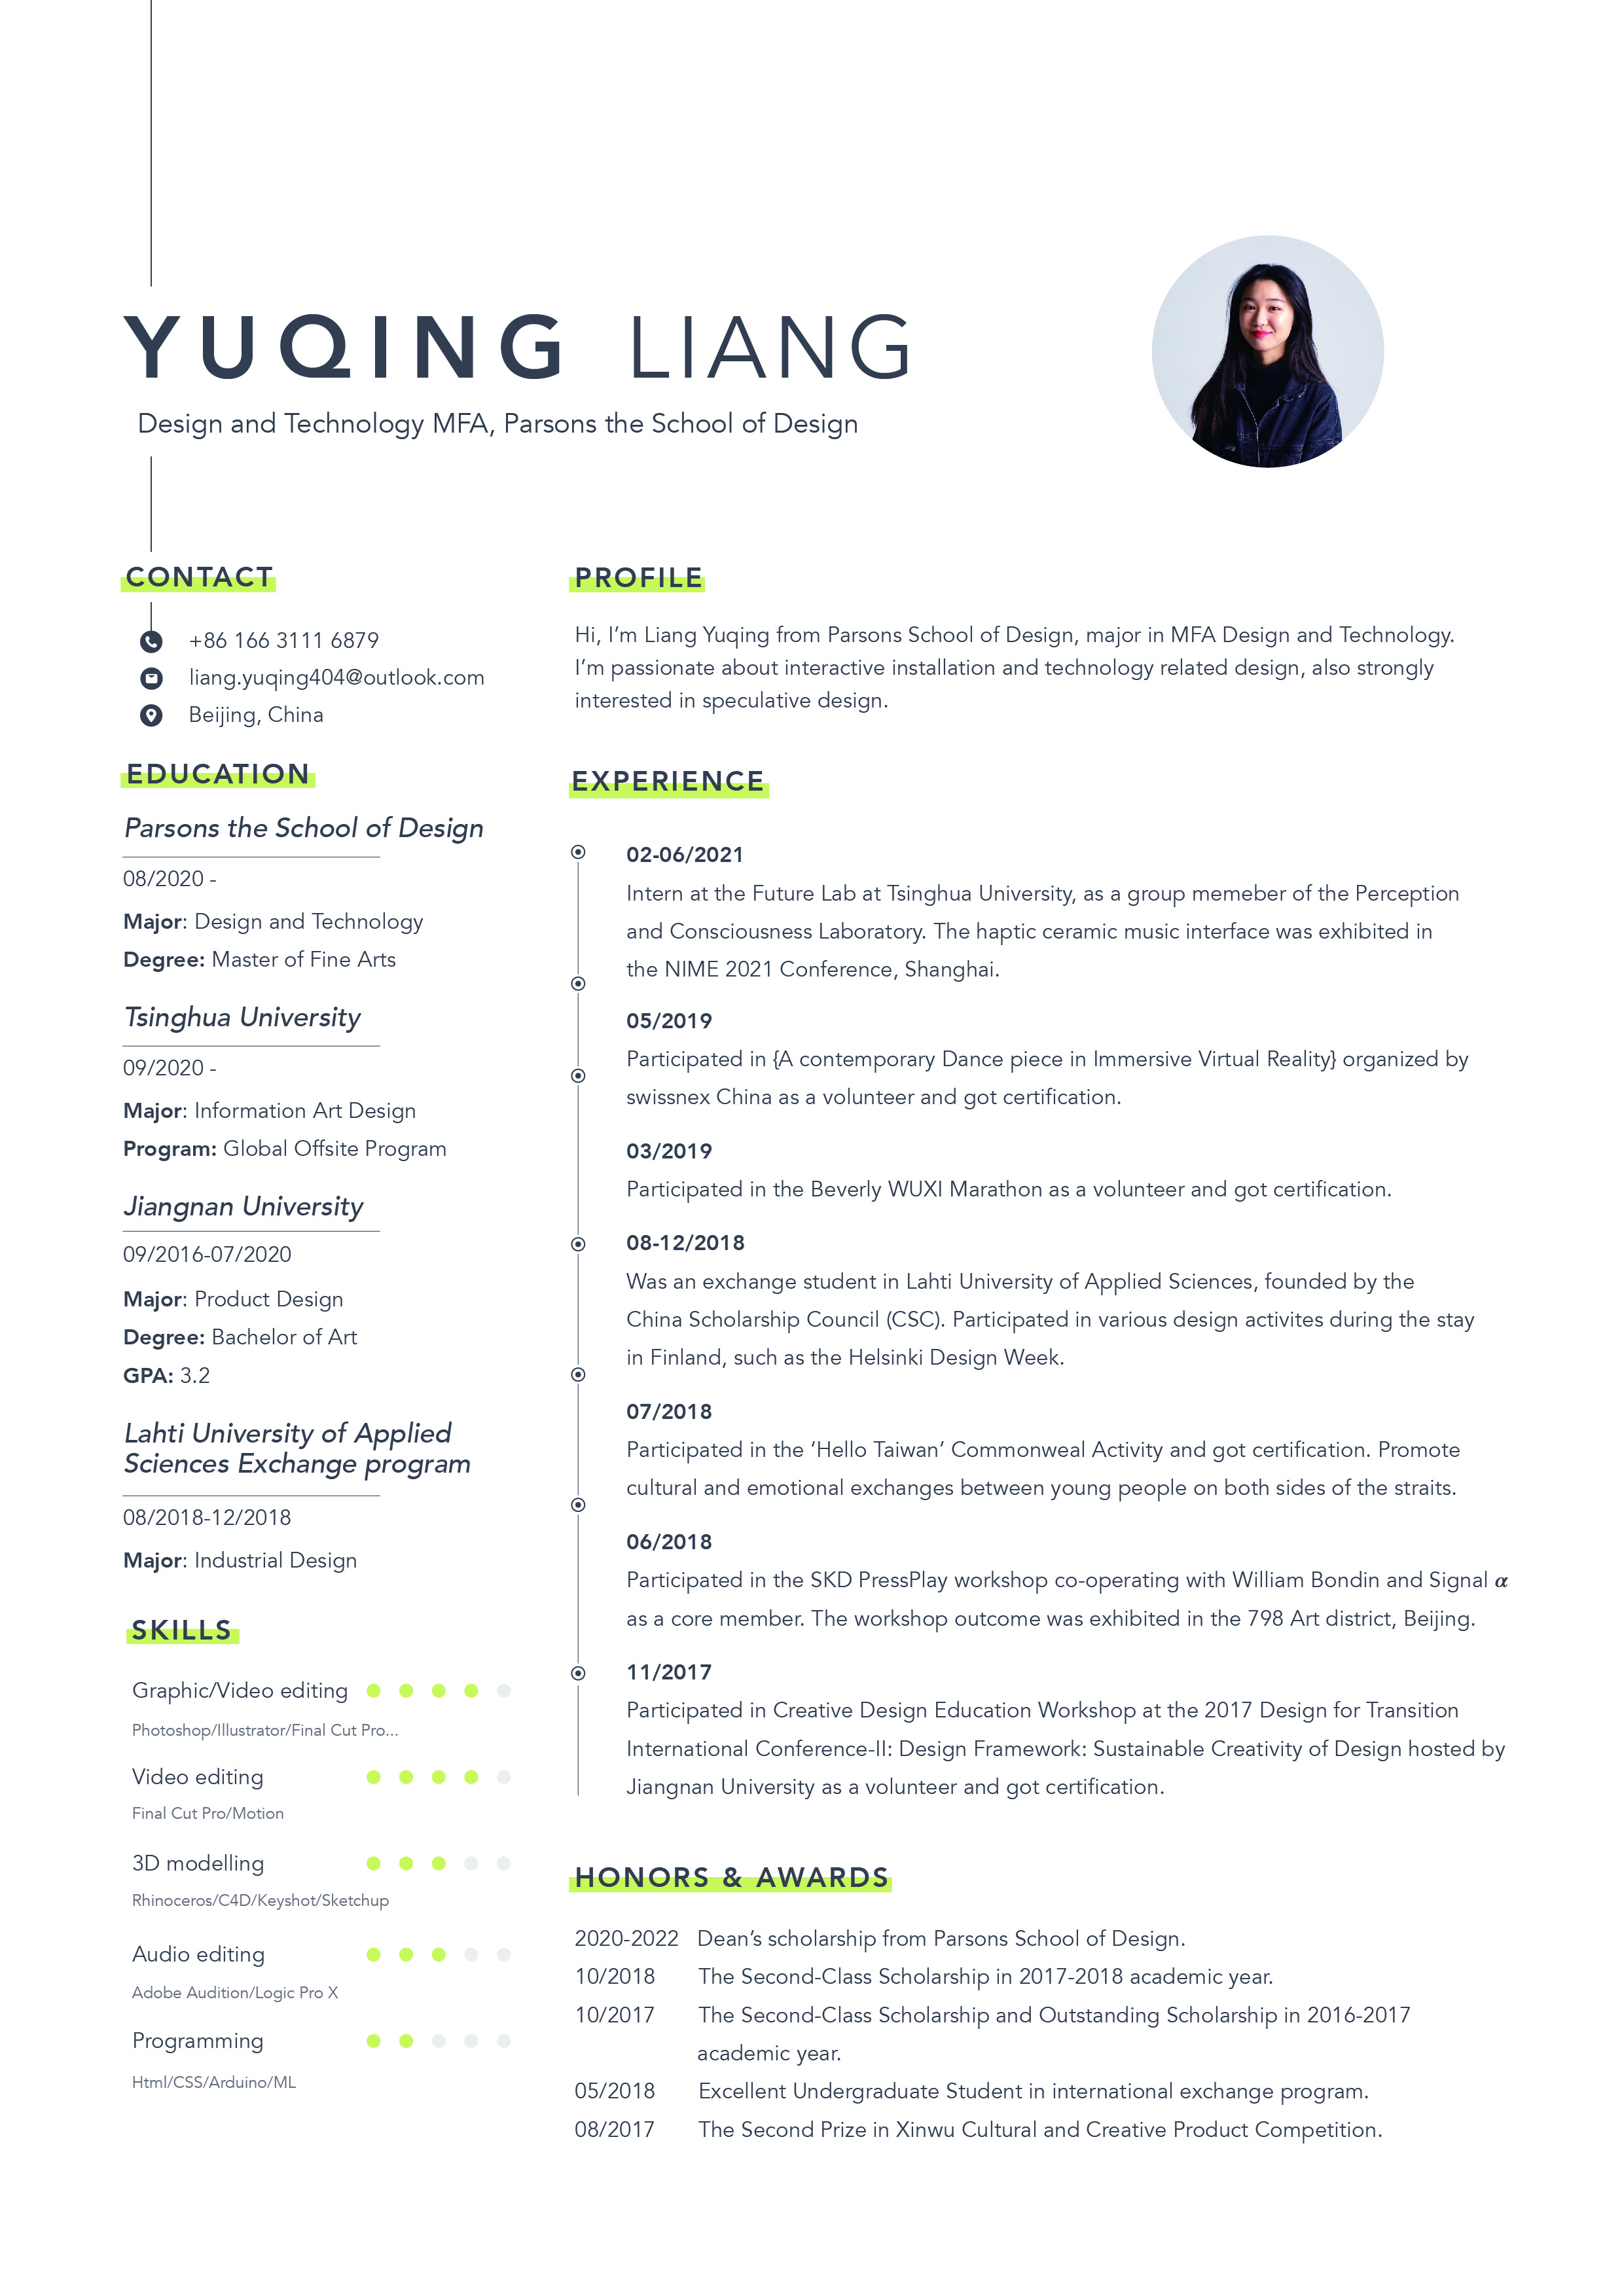 YUQING LIANG
Design and Technology MFA, Parsons the School of Design
CONTACT
+86 166 3111 6879
liang.yuqing404@outlook.com
Beijing, China
EDUCATION
Parsons the School of Design
08/2020 -
Major: Design and Technology
Degree: Master of Fine Arts
Tsinghua University
09/2020 -
Major: Information Art Design
Program: Global Offsite Program
Jiangnan University
09/2016-07/2020
Major: Product Design
Degree: Bachelor of Art
GPA: 3.2
Lahti University of Applied
Sciences Exchange program
08/2018-12/2018
Major: Industrial Design
SKILLS
Graphic/Video editing
Photoshop/Illustrator/Final Cut Pro...
Video editing
Final Cut Pro/Motion
3D modelling
Rhinoceros/C4D/Keyshot/Sketchup
Audio editing
Adobe Audition/Logic Pro X
Programming
Html/CSS/Arduino/ML
PROFILE
Hi, I’m Liang Yuqing from Parsons School of Design, major in MFA Design and Technology.
I’m passionate about interactive installation and technology related design, also strongly
interested in speculative design.
EXPERIENCE
02-06/2021
Intern at the Future Lab at Tsinghua University, as a group memeber of the Perception
and Consciousness Laboratory. The haptic ceramic music interface was exhibited in
the NIME 2021 Conference, Shanghai.
05/2019
Participated in {A contemporary Dance piece in Immersive Virtual Reality} organized by
swissnex China as a volunteer and got certification.
03/2019
Participated in the Beverly WUXI Marathon as a volunteer and got certification.
08-12/2018
Was an exchange student in Lahti University of Applied Sciences, founded by the
China Scholarship Council (CSC). Participated in various design activites during the stay
in Finland, such as the Helsinki Design Week.
07/2018
Participated in the ‘Hello Taiwan’ Commonweal Activity and got certification. Promote
cultural and emotional exchanges between young people on both sides of the straits.
06/2018
Participated in the SKD PressPlay workshop co-operating with William Bondin and Signal α
as a core member. The workshop outcome was exhibited in the 798 Art district, Beijing.
11/2017
Participated in Creative Design Education Workshop at the 2017 Design for Transition
International Conference-II: Design Framework: Sustainable Creativity of Design hosted by
Jiangnan University as a volunteer and got certification.
HONORS & AWARDS
2020-2022 Dean’s scholarship from Parsons School of Design.
10/2018 The Second-Class Scholarship in 2017-2018 academic year.
10/2017 The Second-Class Scholarship and Outstanding Scholarship in 2016-2017
academic year.
05/2018 Excellent Undergraduate Student in international exchange program.
08/2017 The Second Prize in Xinwu Cultural and Creative Product Competition.